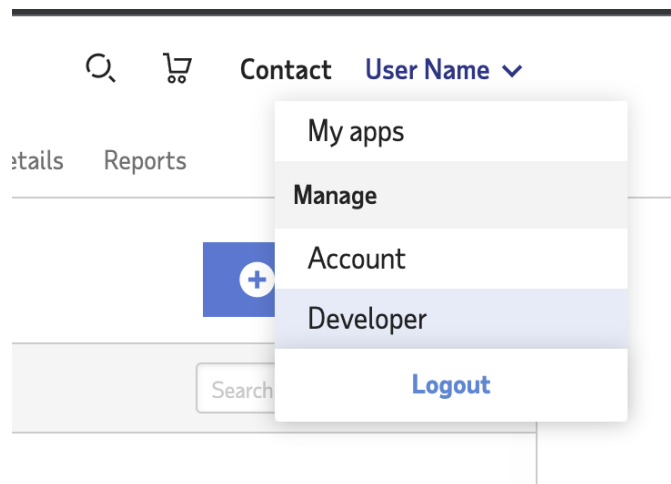 Contact User Name
etails Reports
My apps
Manage
Account
Developer
Search
Logout